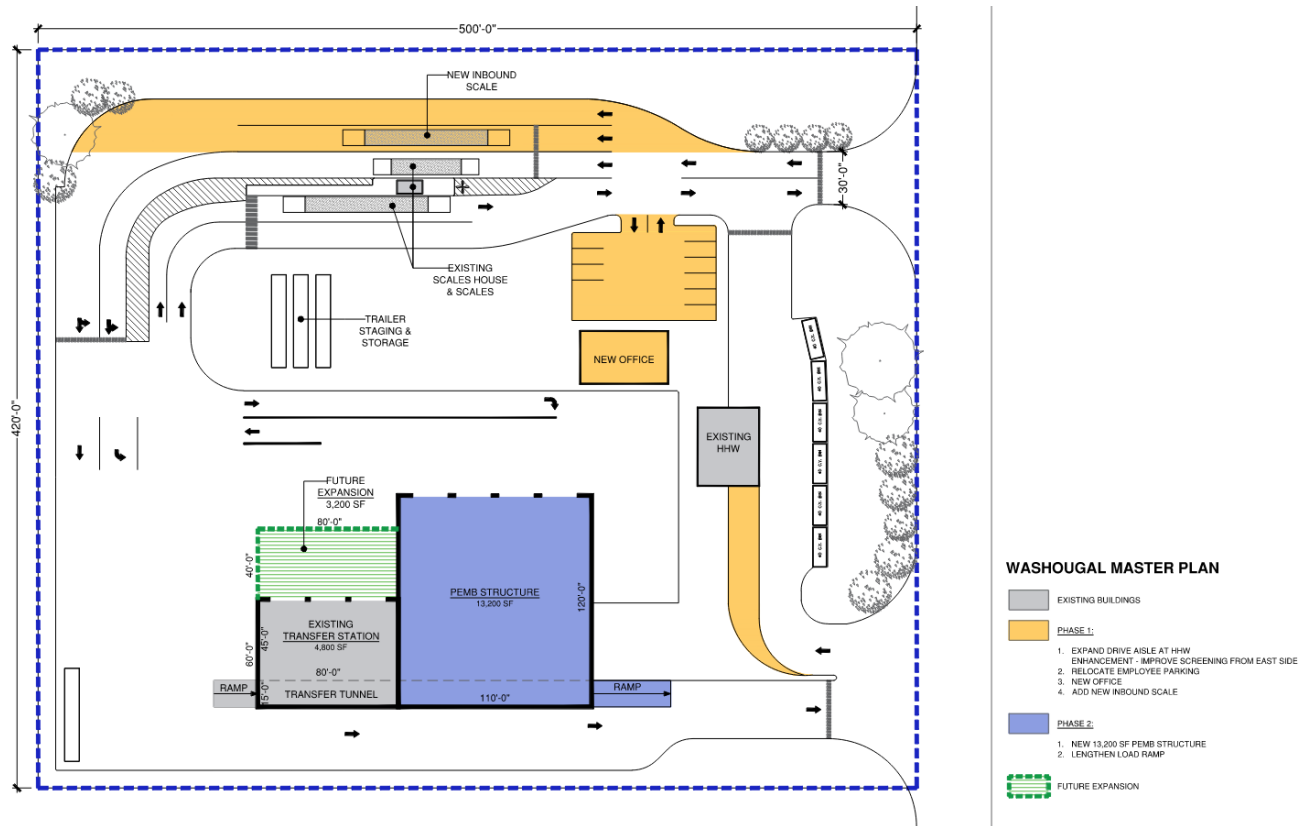 500'-0"
NEW INBOUND
SCALE
30'-0"
EXISTING
SCALES HOUSE
& SCALES
TRAILER
STAGING &
STORAGE
NEW OFFICE
420'-0"
EXISTING
HHW
FUTURE
EXPANSION
3,200 SF
80'-0"
40'-0"
PEMB STRUCTURE
13,200 SF
120'-0"
EXISTING
TRANSFER STATION
4,800 SF
45'-0"
60'-0"
80'-0"
15'-0"
RAMP
TRANSFER TUNNEL
110'-0"
RAMP
WASHOUGAL MASTER PLAN
EXISTING BUILDINGS
PHASE 1:
1. EXPAND DRIVE AISLE AT HHW
ENHANCEMENT - IMPROVE SCREENING FROM EAST SIDE
2. RELOCATE EMPLOYEE PARKING
3. NEW OFFICE
4. ADD NEW INBOUND SCALE
PHASE 2:
1. NEW 13,200 SF PEMB STRUCTURE
2. LENGTHEN LOAD RAMP
FUTURE EXPANSION